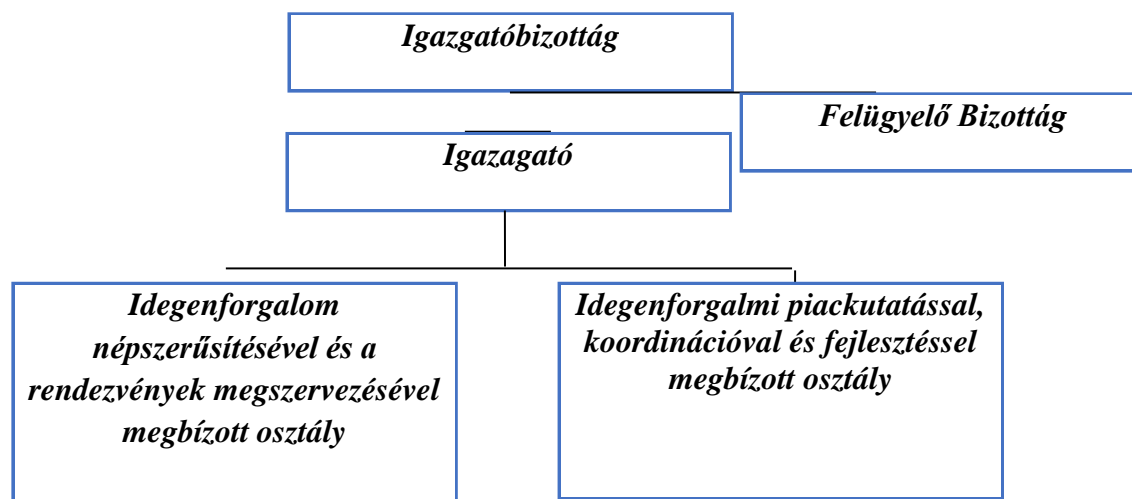 Igazgatóbizottág
Felügyelő Bizottág
Igazagató
Idegenforgalom
népszerűsítésével és a
rendezvények megszervezésével
megbízott osztály
Idegenforgalmi piackutatással,
koordinációval és fejlesztéssel
megbízott osztály